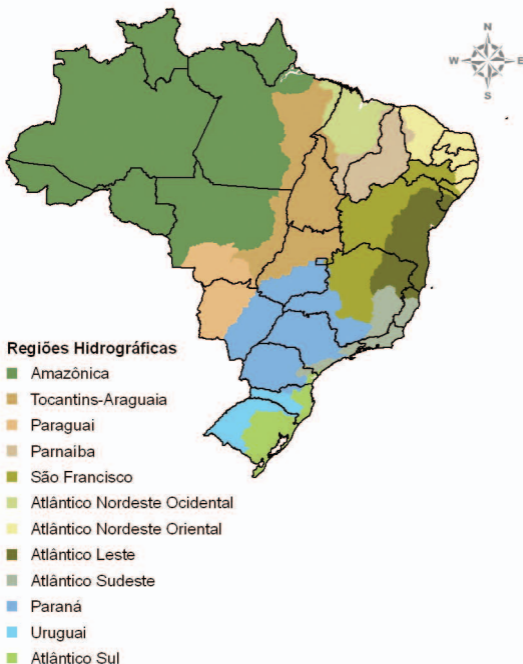 N
W E
S
Regiões Hidrográficas
Amazônica
Tocantins-Araguaia
Paraguai
Parnaiba
São Francisco
Atlântico Nordeste Ocidental
Atlântico Nordeste Oriental
Atlântico Leste
Atlântico Sudeste
Paraná
Uruguai
Atlântico Sul